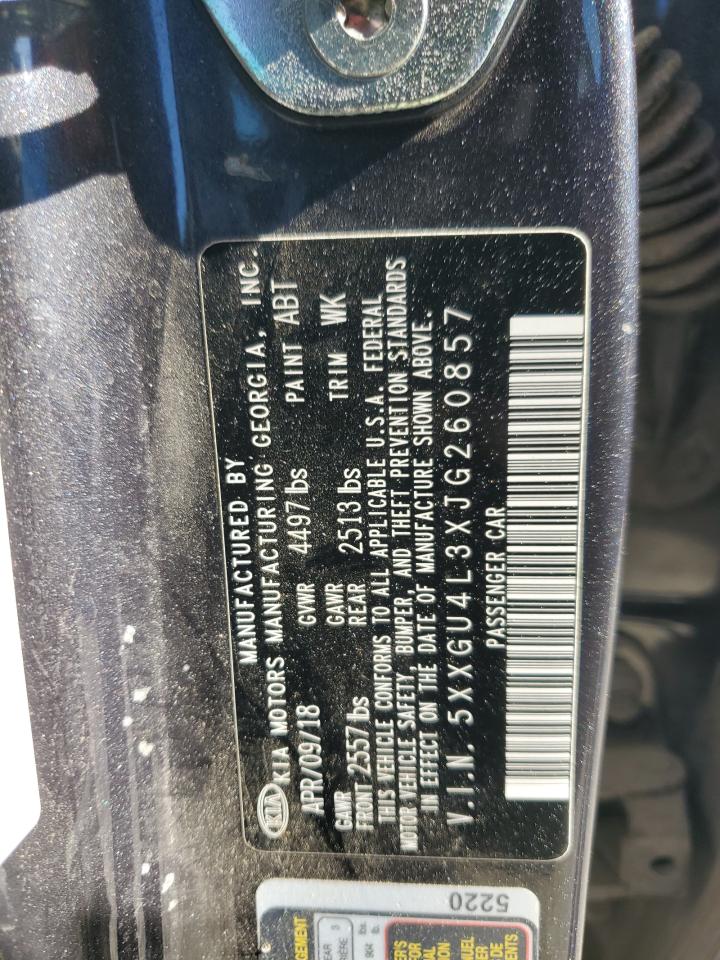 MANUFACTURED BY
KIA KIA MOTORS MANUFACTURING GEORGIA, INC.
APR/09/18 GVWR 4497 lbs PAINT ABT
GAWR FRONT 2557 lbs GAWR REAR 2513 lbs TRIM WK
THIS VEHICLE CONFORMS TO ALL APPLICABLE U.S.A. FEDERAL
MOTOR VEHICLE SAFETY, BUMPER, AND THEFT PREVENTION STANDARDS
IN EFFECT ON THE DATE OF MANUFACTURE SHOWN ABOVE.
V.I.N. 5XXGU4L3XJG260857
PASSENGER CAR
5220